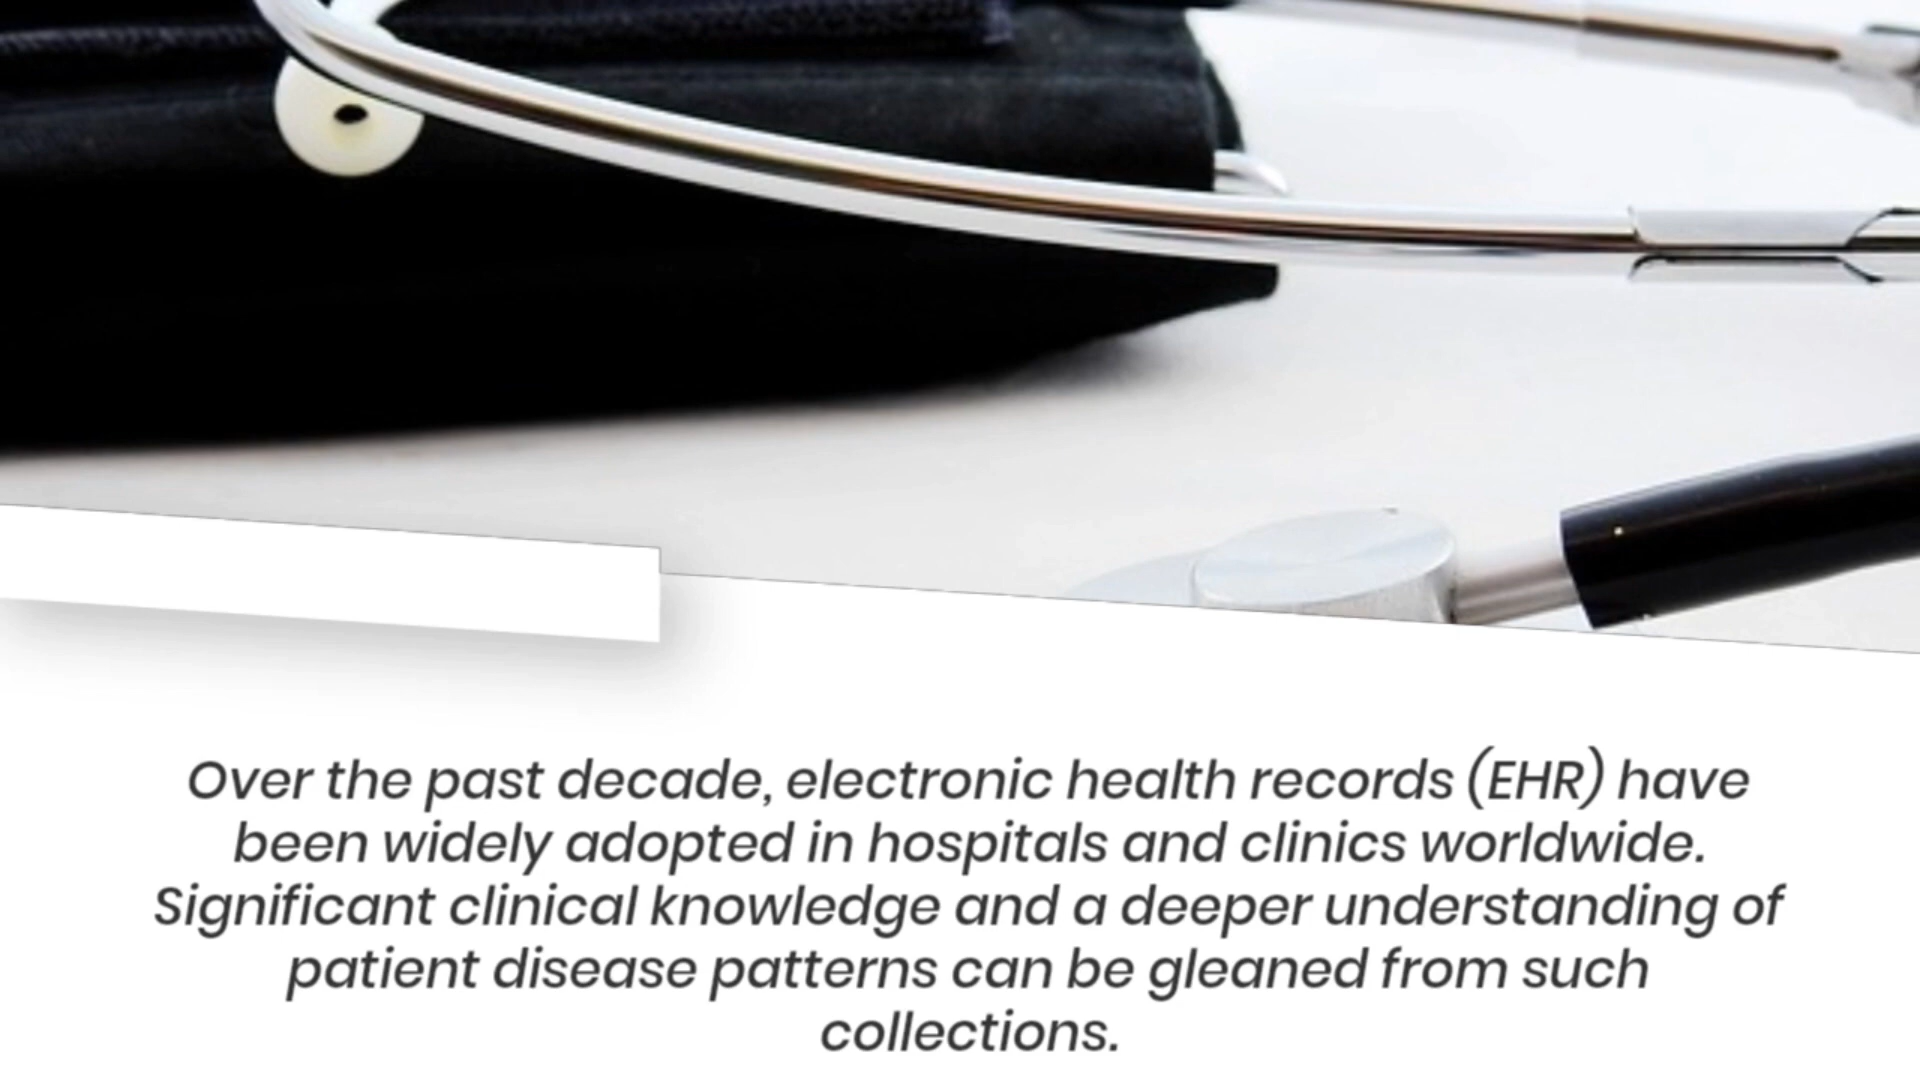 Over the past decade, electronic health records (EHR) have
been widely adopted in hospitals and clinics worldwide.
Significant clinical knowledge and a deeper understanding of
patient disease patterns can be gleaned from such
collections.